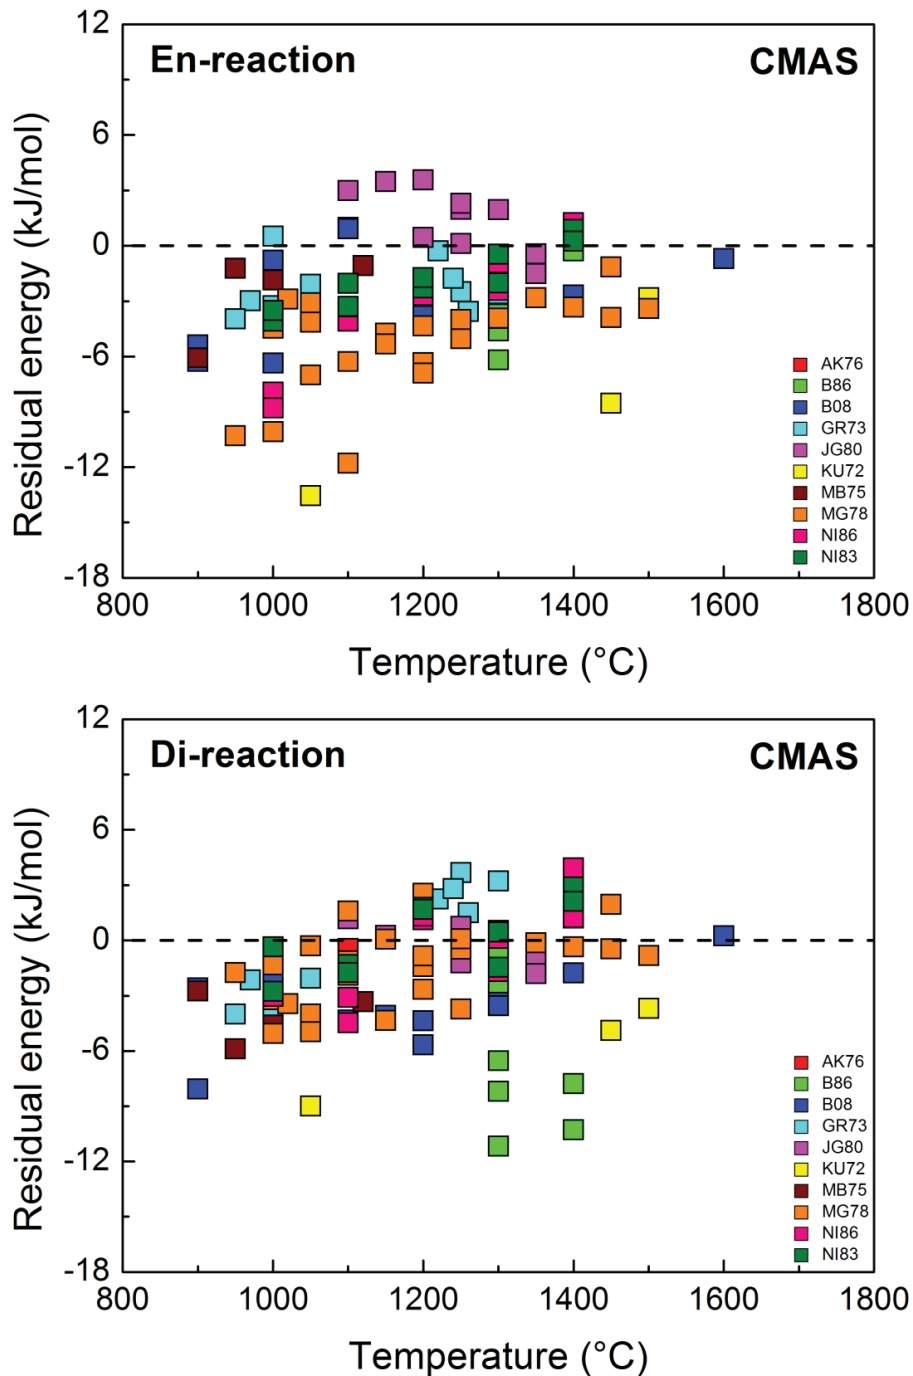 12
En-reaction CMAS
6
0
-6
-12
-18
Residual energy (kJ/mol)
AK76
B86
B08
GR73
JG80
KU72
MB75
MG78
NI86
NI83
800 1000 1200 1400 1600 1800
Temperature (°C)
12
Di-reaction CMAS
6
0
-6
-12
-18
Residual energy (kJ/mol)
AK76
B86
B08
GR73
JG80
KU72
MB75
MG78
NI86
NI83
800 1000 1200 1400 1600 1800
Temperature (°C)